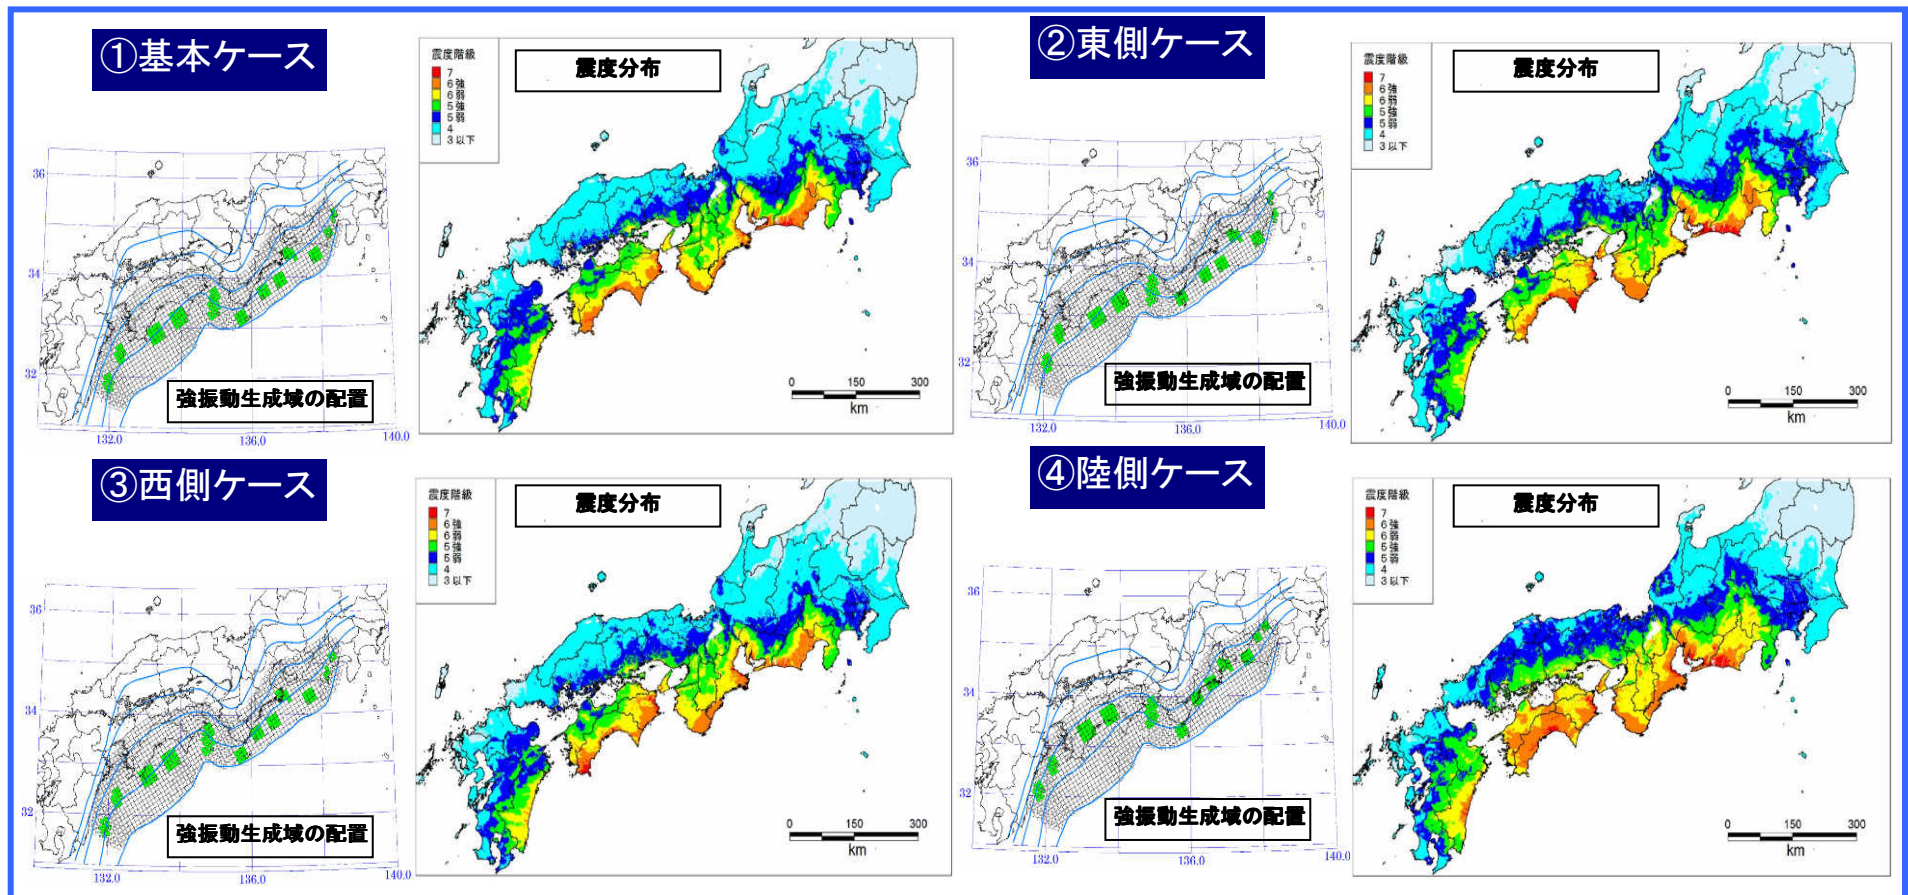 ①基本ケース
震度階級
7
6強
6弱
5強
5弱
4
3以下
震度分布
36
34
32
132.0
136.0
140.0
強振動生成域の配置
0
150
300
km
②東側ケース
震度階級
7
6強
6弱
5強
5弱
4
3以下
震度分布
36
34
32
132.0
136.0
140.0
強振動生成域の配置
0
150
300
km
③西側ケース
震度階級
7
6強
6弱
5強
5弱
4
3以下
震度分布
36
34
32
132.0
136.0
140.0
強振動生成域の配置
0
150
300
km
④陸側ケース
震度階級
7
6強
6弱
5強
5弱
4
3以下
震度分布
36
34
32
132.0
136.0
140.0
強振動生成域の配置
0
150
300
km